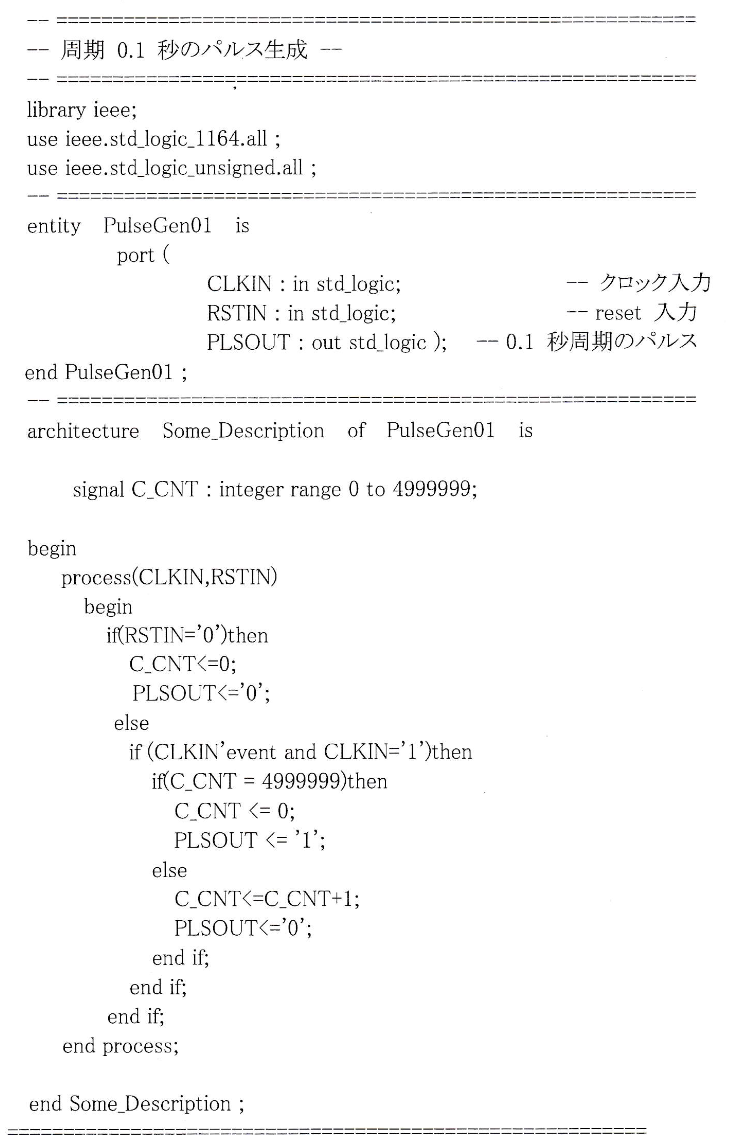 -- =========================================================
-- 周期 0.1 秒のパルス生成 --
-- =========================================================
library ieee;
use ieee.std_logic_1164.all ;
use ieee.std_logic_unsigned.all ;
-- =========================================================
entity PulseGen01 is
port (
CLKIN : in std_logic; -- クロック入力
RSTIN : in std_logic; -- reset 入力
PLSOUT : out std_logic ); -- 0.1 秒周期のパルス
end PulseGen01 ;
-- =========================================================
architecture Some_Description of PulseGen01 is
signal C_CNT : integer range 0 to 4999999;
begin
process(CLKIN,RSTIN)
begin
if(RSTIN='0')then
C_CNT<=0;
PLSOUT<='0';
else
if (CLKIN'event and CLKIN='1')then
if(C_CNT = 4999999)then
C_CNT <= 0;
PLSOUT <= '1';
else
C_CNT<=C_CNT+1;
PLSOUT<='0';
end if;
end if;
end if;
end process;
end Some_Description ;
=========================================================